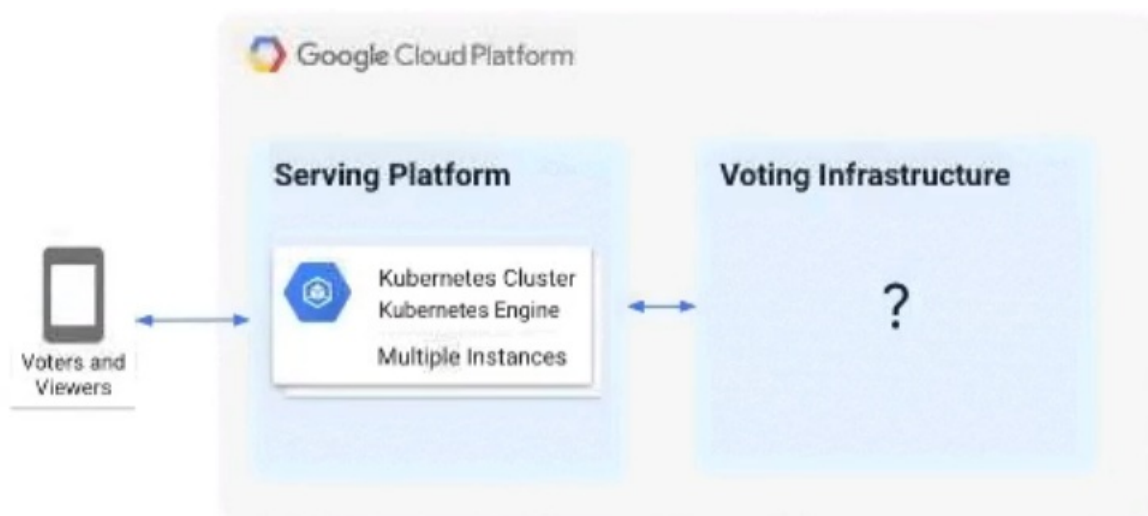 Google Cloud Platform
Serving Platform
Kubernetes Cluster
Kubernetes Engine
Multiple Instances
Voting Infrastructure
?
Voters and
Viewers